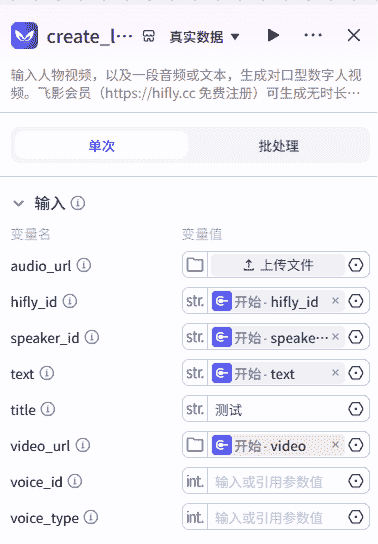 create_l… 真实数据
输入人物视频，以及一段音频或文本，生成对口型数字人视
频。飞影会员（https://hifly.cc 免费注册）可生成无时长…
单次 批处理
输入
变量名 变量值
audio_url 上传文件
hifly_id str. 开始 · hifly_id
speaker_id str. 开始 · speake…
text str. 开始 · text
title str. 测试
video_url 开始 · video
voice_id int. 输入或引用参数值
voice_type int. 输入或引用参数值